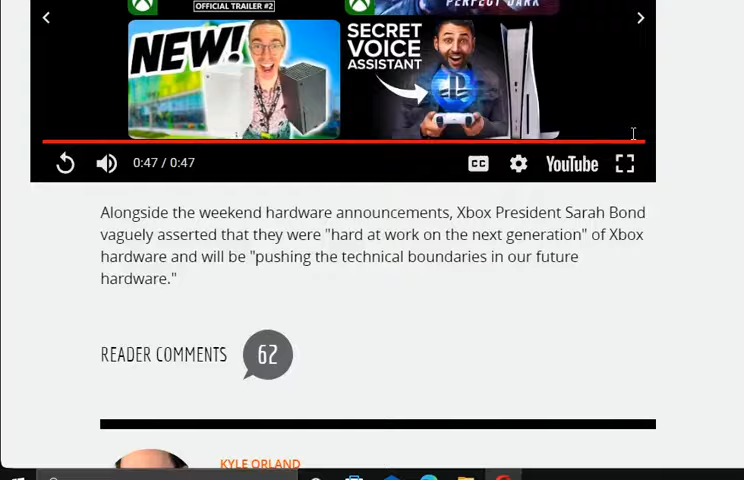 OFFICIAL TRAILER #2
PERFECT DARK
NEW!
SECRET
VOICE
ASSISTANT
0:47 / 0:47
CC
YouTube
Alongside the weekend hardware announcements, Xbox President Sarah Bond
vaguely asserted that they were "hard at work on the next generation" of Xbox
hardware and will be "pushing the technical boundaries in our future
hardware."
READER COMMENTS
62
KYLE ORLAND